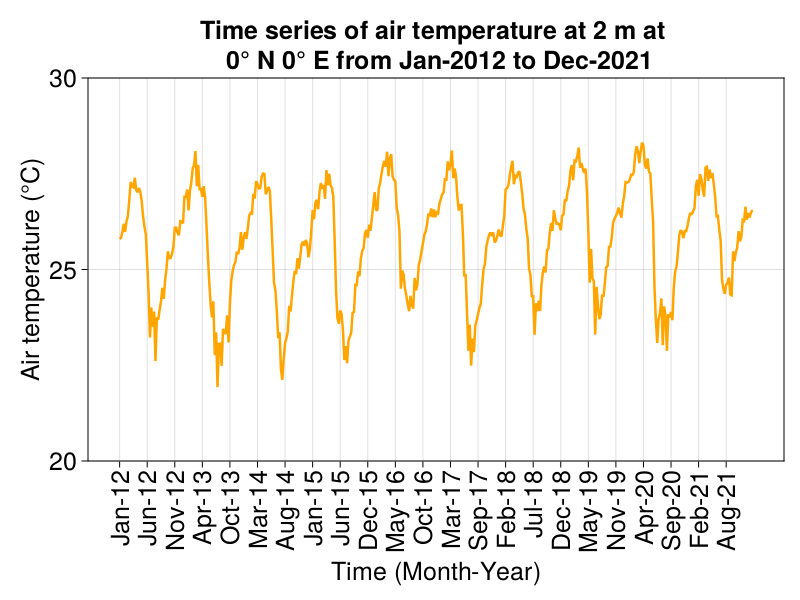 Time series of air temperature at 2 m at
0° N 0° E from Jan-2012 to Dec-2021
Air temperature (°C)
30
25
20
Jan-12
Jun-12
Nov-12
Apr-13
Oct-13
Mar-14
Aug-14
Jan-15
Jun-15
Dec-15
May-16
Oct-16
Mar-17
Sep-17
Feb-18
Jul-18
Dec-18
May-19
Nov-19
Apr-20
Sep-20
Feb-21
Aug-21
Time (Month-Year)